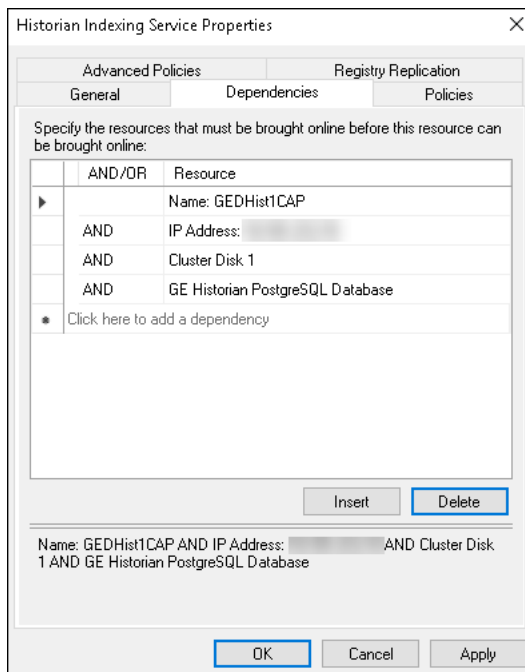 Historian Indexing Service Properties
Advanced Policies Registry Replication
General Dependencies Policies
Specify the resources that must be brought online before this resource can
be brought online:
AND/OR Resource
Name: GEDHist1CAP
AND IP Address:
AND Cluster Disk 1
AND GE Historian PostgreSQL Database
Click here to add a dependency
Insert Delete
Name: GEDHist1CAP AND IP Address: AND Cluster Disk
1 AND GE Historian PostgreSQL Database
OK Cancel Apply